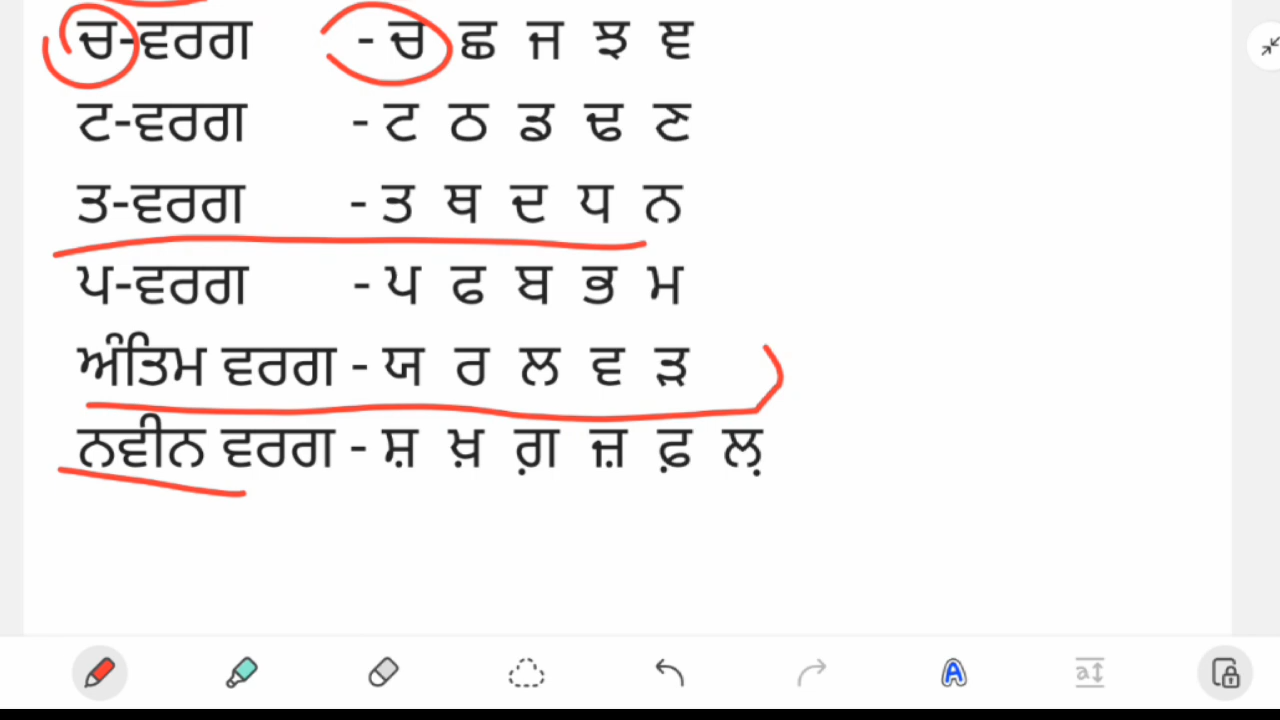 ਚ-ਵਰਗ - ਚ ਛ ਜ ਝ ਞ
ਟ-ਵਰਗ - ਟ ਠ ਡ ਢ ਣ
ਤ-ਵਰਗ - ਤ ਥ ਦ ਧ ਨ
ਪ-ਵਰਗ - ਪ ਫ ਬ ਭ ਮ
ਅੰਤਿਮ ਵਰਗ - ਯ ਰ ਲ ਵ ੜ
ਨਵੀਨ ਵਰਗ - ਸ਼ ਖ਼ ਗ਼ ਜ਼ ਫ਼ ਲ਼
A a